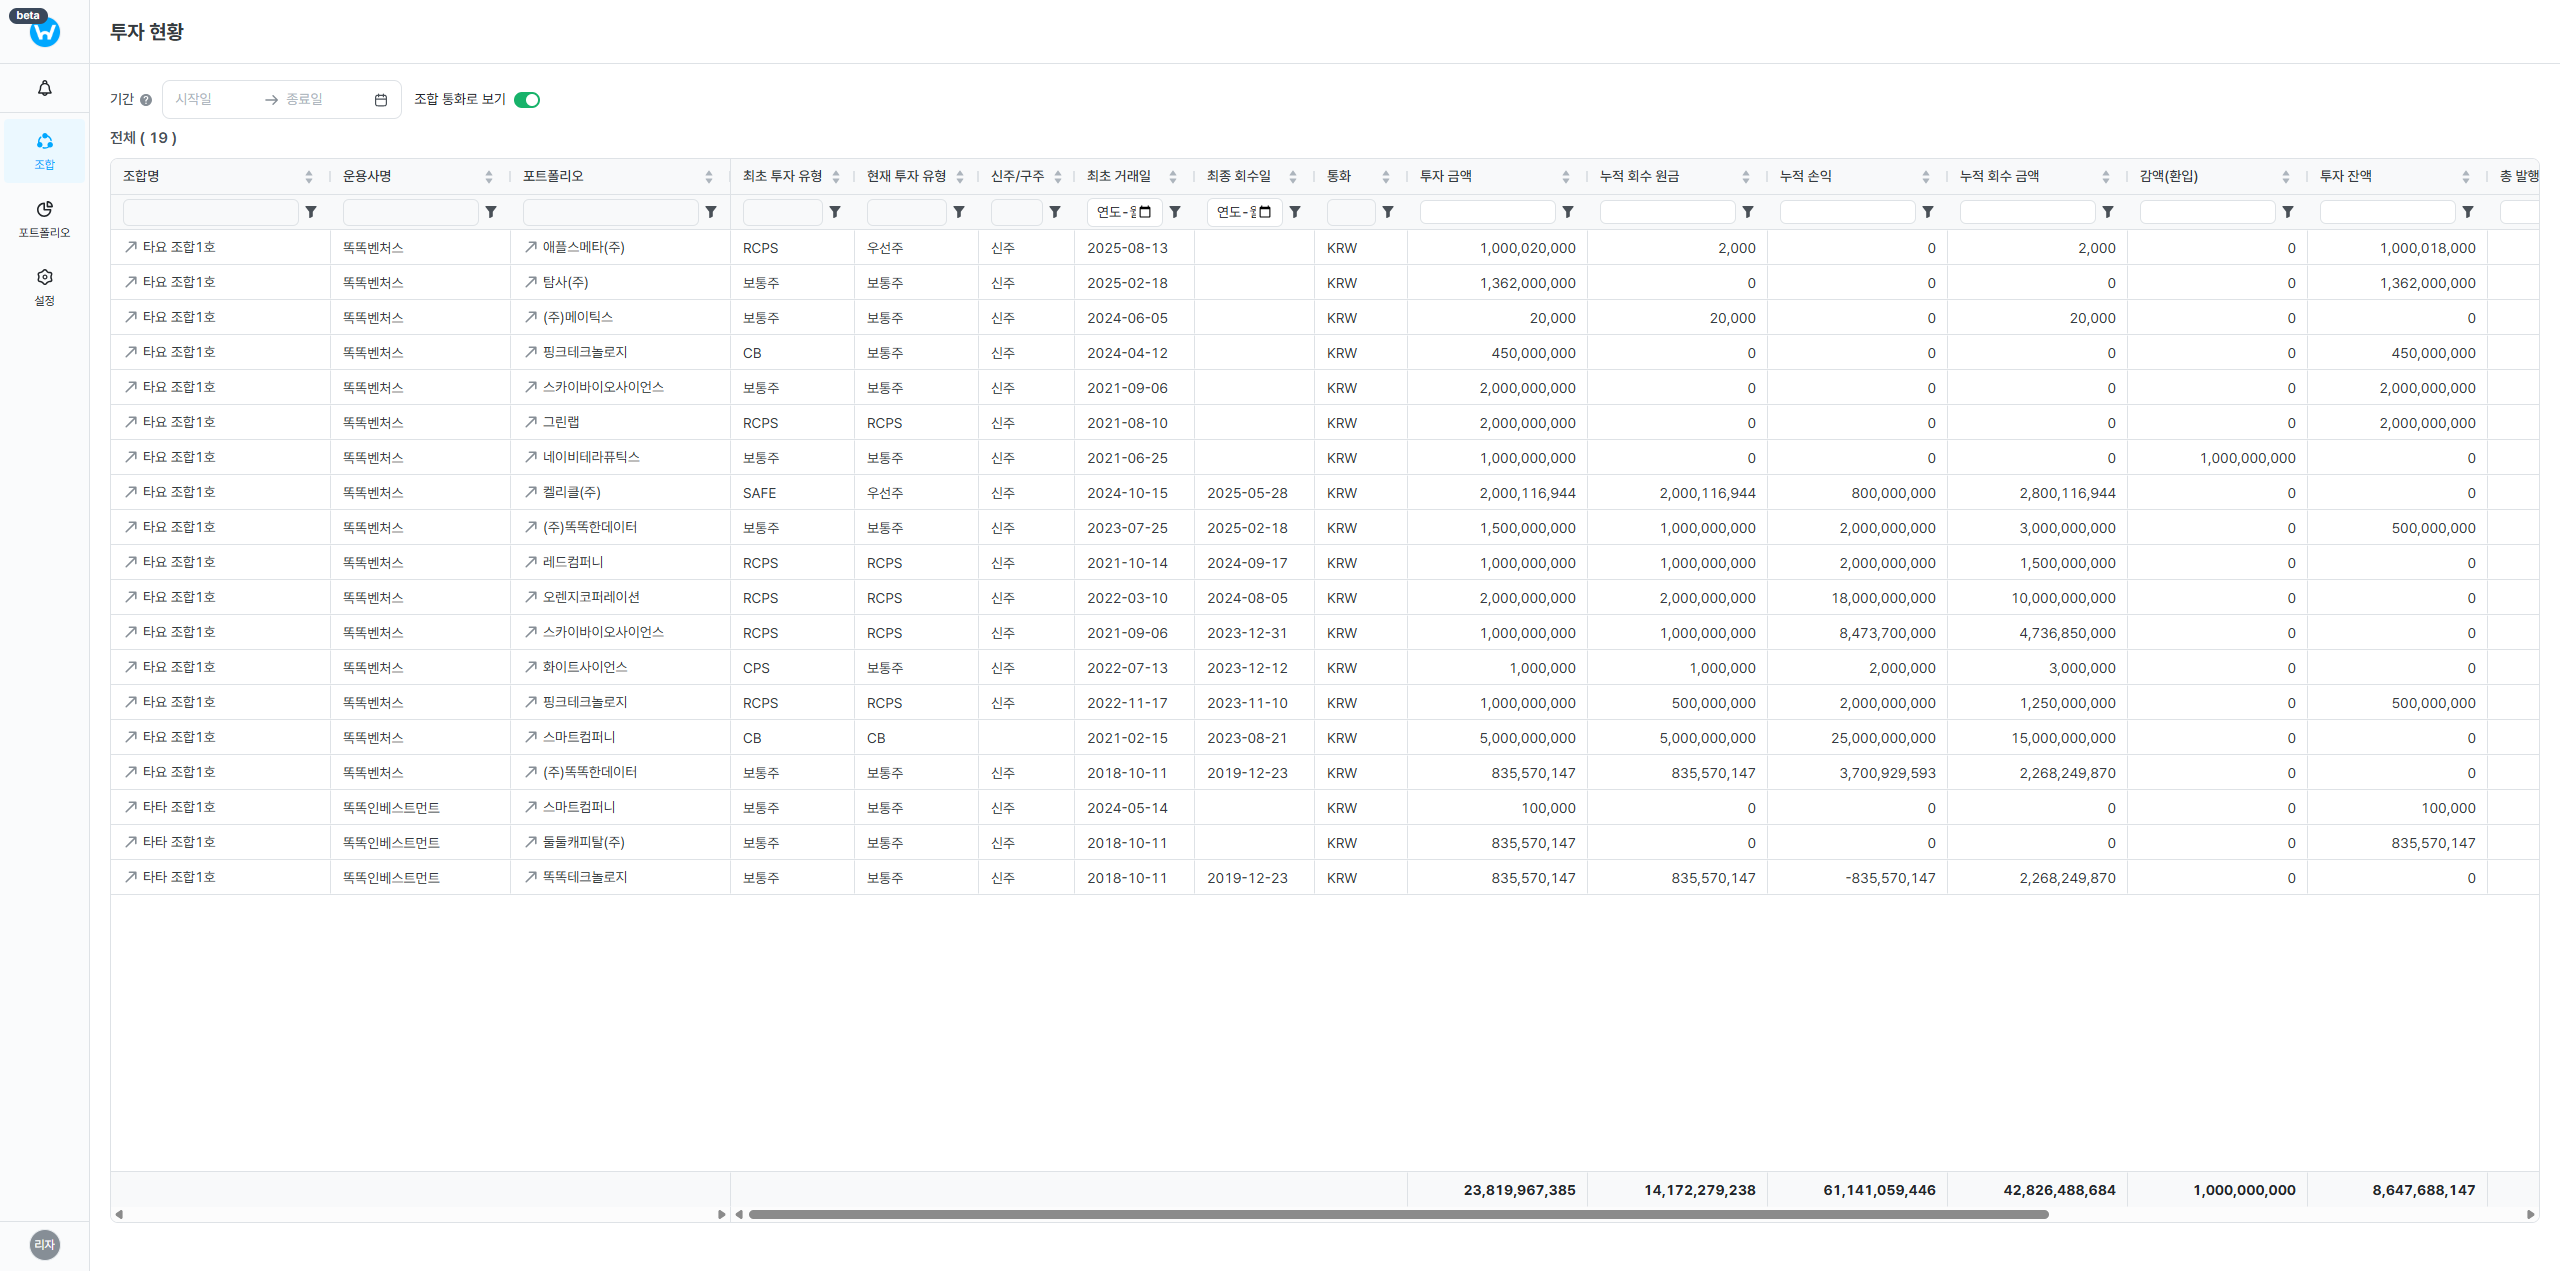 beta
투자 현황
기간 시작일 종료일 조합 통화로 보기
조합
포트폴리오
설정
전체 ( 19 )
조합명 운용사명 포트폴리오 최초 투자 유형 현재 투자 유형 신주/구주 최초 거래일 최종 회수일 통화 투자 금액 누적 회수 원금 누적 손익 누적 회수 금액 감액(환입) 투자 잔액 총 발행
연도- 연도-
타요 조합1호 똑똑벤처스 애플스메타(주) RCPS 우선주 신주 2025-08-13 KRW 1,000,020,000 2,000 0 2,000 0 1,000,018,000
타요 조합1호 똑똑벤처스 탐사(주) 보통주 보통주 신주 2025-02-18 KRW 1,362,000,000 0 0 0 0 1,362,000,000
타요 조합1호 똑똑벤처스 (주)메이틱스 보통주 보통주 신주 2024-06-05 KRW 20,000 20,000 0 20,000 0 0
타요 조합1호 똑똑벤처스 핑크테크놀로지 CB 보통주 신주 2024-04-12 KRW 450,000,000 0 0 0 0 450,000,000
타요 조합1호 똑똑벤처스 스카이바이오사이언스 보통주 보통주 신주 2021-09-06 KRW 2,000,000,000 0 0 0 0 2,000,000,000
타요 조합1호 똑똑벤처스 그린랩 RCPS RCPS 신주 2021-08-10 KRW 2,000,000,000 0 0 0 0 2,000,000,000
타요 조합1호 똑똑벤처스 네이비테라퓨틱스 보통주 보통주 신주 2021-06-25 KRW 1,000,000,000 0 0 0 1,000,000,000 0
타요 조합1호 똑똑벤처스 켈리클(주) SAFE 우선주 신주 2024-10-15 2025-05-28 KRW 2,000,116,944 2,000,116,944 800,000,000 2,800,116,944 0 0
타요 조합1호 똑똑벤처스 (주)똑똑한데이터 보통주 보통주 신주 2023-07-25 2025-02-18 KRW 1,500,000,000 1,000,000,000 2,000,000,000 3,000,000,000 0 500,000,000
타요 조합1호 똑똑벤처스 레드컴퍼니 RCPS RCPS 신주 2021-10-14 2024-09-17 KRW 1,000,000,000 1,000,000,000 2,000,000,000 1,500,000,000 0 0
타요 조합1호 똑똑벤처스 오렌지코퍼레이션 RCPS RCPS 신주 2022-03-10 2024-08-05 KRW 2,000,000,000 2,000,000,000 18,000,000,000 10,000,000,000 0 0
타요 조합1호 똑똑벤처스 스카이바이오사이언스 RCPS RCPS 신주 2021-09-06 2023-12-31 KRW 1,000,000,000 1,000,000,000 8,473,700,000 4,736,850,000 0 0
타요 조합1호 똑똑벤처스 화이트사이언스 CPS 보통주 신주 2022-07-13 2023-12-12 KRW 1,000,000 1,000,000 2,000,000 3,000,000 0 0
타요 조합1호 똑똑벤처스 핑크테크놀로지 RCPS RCPS 신주 2022-11-17 2023-11-10 KRW 1,000,000,000 500,000,000 2,000,000,000 1,250,000,000 0 500,000,000
타요 조합1호 똑똑벤처스 스마트컴퍼니 CB CB 2021-02-15 2023-08-21 KRW 5,000,000,000 5,000,000,000 25,000,000,000 15,000,000,000 0 0
타요 조합1호 똑똑벤처스 (주)똑똑한데이터 보통주 보통주 신주 2018-10-11 2019-12-23 KRW 835,570,147 835,570,147 3,700,929,593 2,268,249,870 0 0
타타 조합1호 똑똑인베스트먼트 스마트컴퍼니 보통주 보통주 신주 2024-05-14 KRW 100,000 0 0 0 0 100,000
타타 조합1호 똑똑인베스트먼트 둘둘캐피탈(주) 보통주 보통주 신주 2018-10-11 KRW 835,570,147 0 0 0 0 835,570,147
타타 조합1호 똑똑인베스트먼트 똑똑테크놀로지 보통주 보통주 신주 2018-10-11 2019-12-23 KRW 835,570,147 835,570,147 -835,570,147 2,268,249,870 0 0
23,819,967,385 14,172,279,238 61,141,059,446 42,826,488,684 1,000,000,000 8,647,688,147
리자